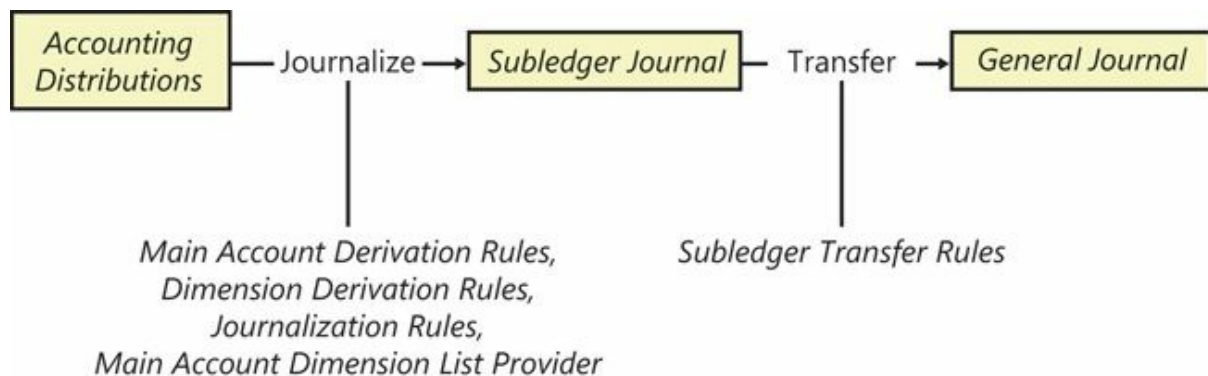 Accounting
Distributions
Journalize
Subledger Journal
Transfer
General Journal
Main Account Derivation Rules,
Dimension Derivation Rules,
Journalization Rules,
Main Account Dimension List Provider
Subledger Transfer Rules